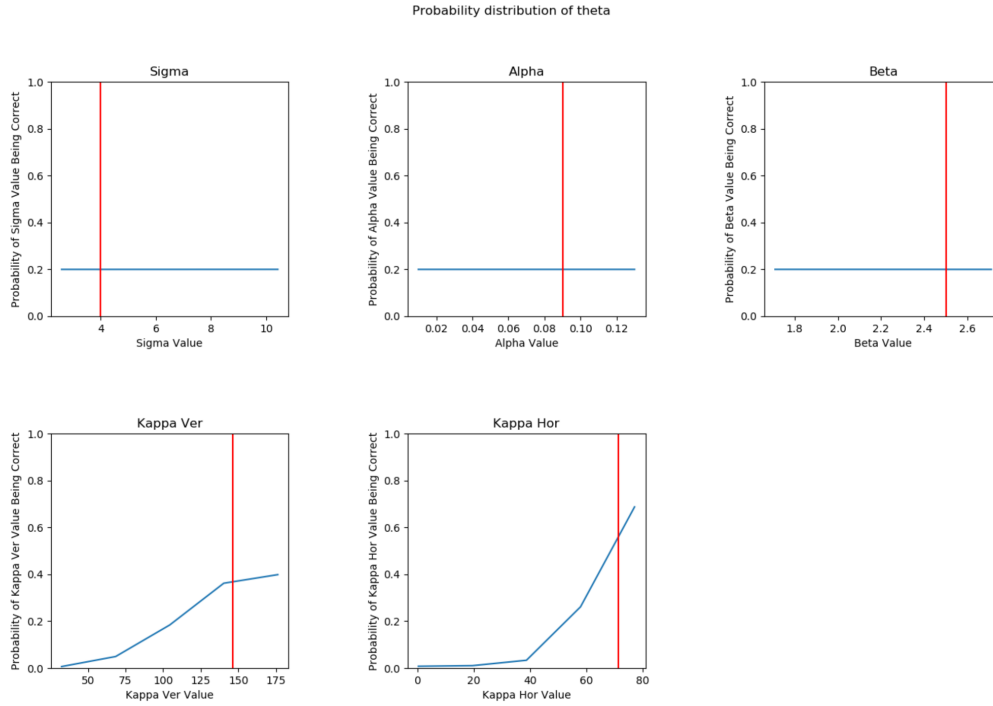 Probability distribution of theta
Sigma
Probability of Sigma Value Being Correct
1.0
0.8
0.6
0.4
0.2
0.0
4 6 8 10
Sigma Value
Alpha
Probability of Alpha Value Being Correct
1.0
0.8
0.6
0.4
0.2
0.0
0.02 0.04 0.06 0.08 0.10 0.12
Alpha Value
Beta
Probability of Beta Value Being Correct
1.0
0.8
0.6
0.4
0.2
0.0
1.8 2.0 2.2 2.4 2.6
Beta Value
Kappa Ver
Probability of Kappa Ver Value Being Correct
1.0
0.8
0.6
0.4
0.2
0.0
50 75 100 125 150 175
Kappa Ver Value
Kappa Hor
Probability of Kappa Hor Value Being Correct
1.0
0.8
0.6
0.4
0.2
0.0
0 20 40 60 80
Kappa Hor Value